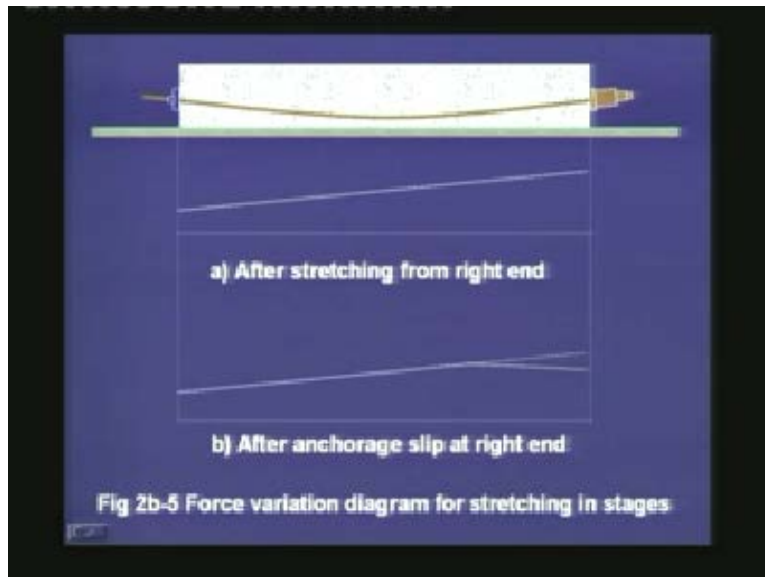 a) After stretching from right end
b) After anchorage slip at right end
Fig 2b-5 Force variation diagram for stretching in stages